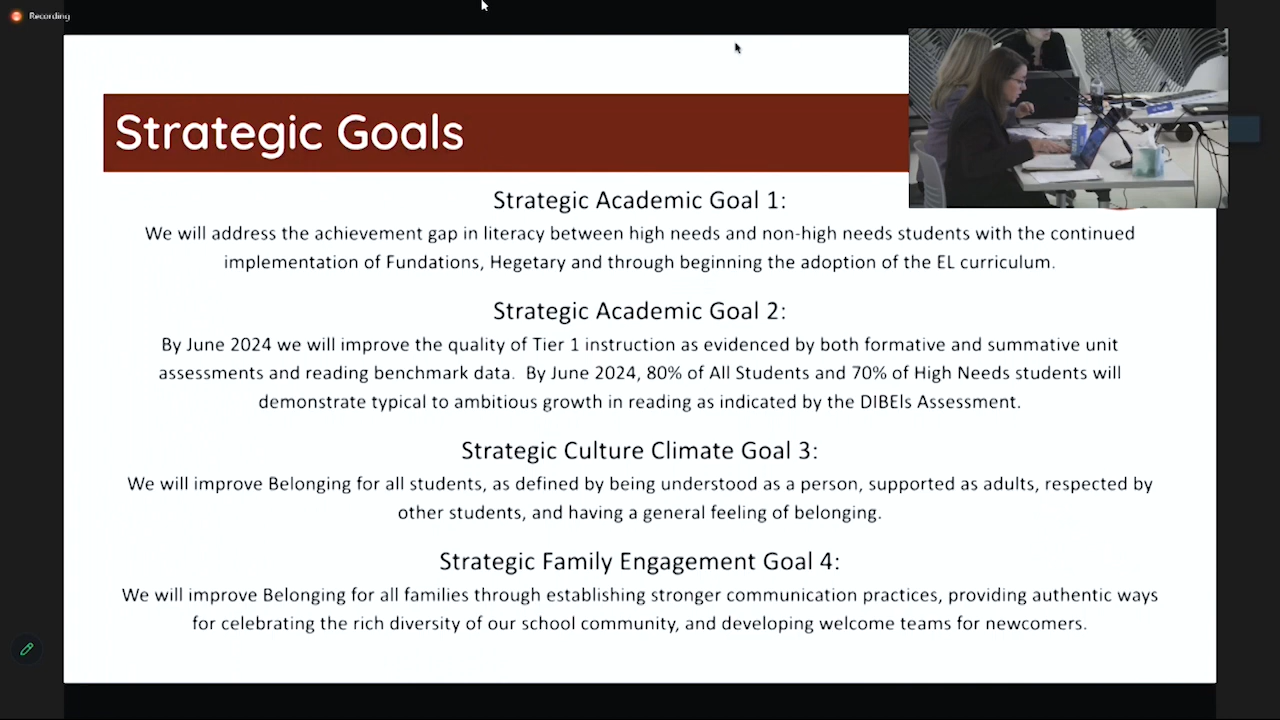 Recording
Strategic Goals
Strategic Academic Goal 1:
We will address the achievement gap in literacy between high needs and non-high needs students with the continued
implementation of Fundations, Hegetary and through beginning the adoption of the EL curriculum.
Strategic Academic Goal 2:
By June 2024 we will improve the quality of Tier 1 instruction as evidenced by both formative and summative unit
assessments and reading benchmark data. By June 2024, 80% of All Students and 70% of High Needs students will
demonstrate typical to ambitious growth in reading as indicated by the DIBEls Assessment.
Strategic Culture Climate Goal 3:
We will improve Belonging for all students, as defined by being understood as a person, supported as adults, respected by
other students, and having a general feeling of belonging.
Strategic Family Engagement Goal 4:
We will improve Belonging for all families through establishing stronger communication practices, providing authentic ways
for celebrating the rich diversity of our school community, and developing welcome teams for newcomers.